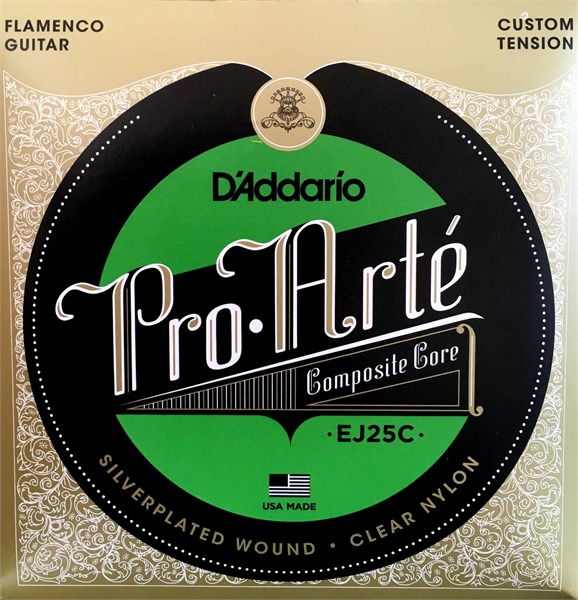 FLAMENCO
GUITAR
CUSTOM
TENSION
D'Addario
Pro·Arté
Composite Core
·EJ25C·
USA MADE
SILVERPLATED WOUND • CLEAR NYLON